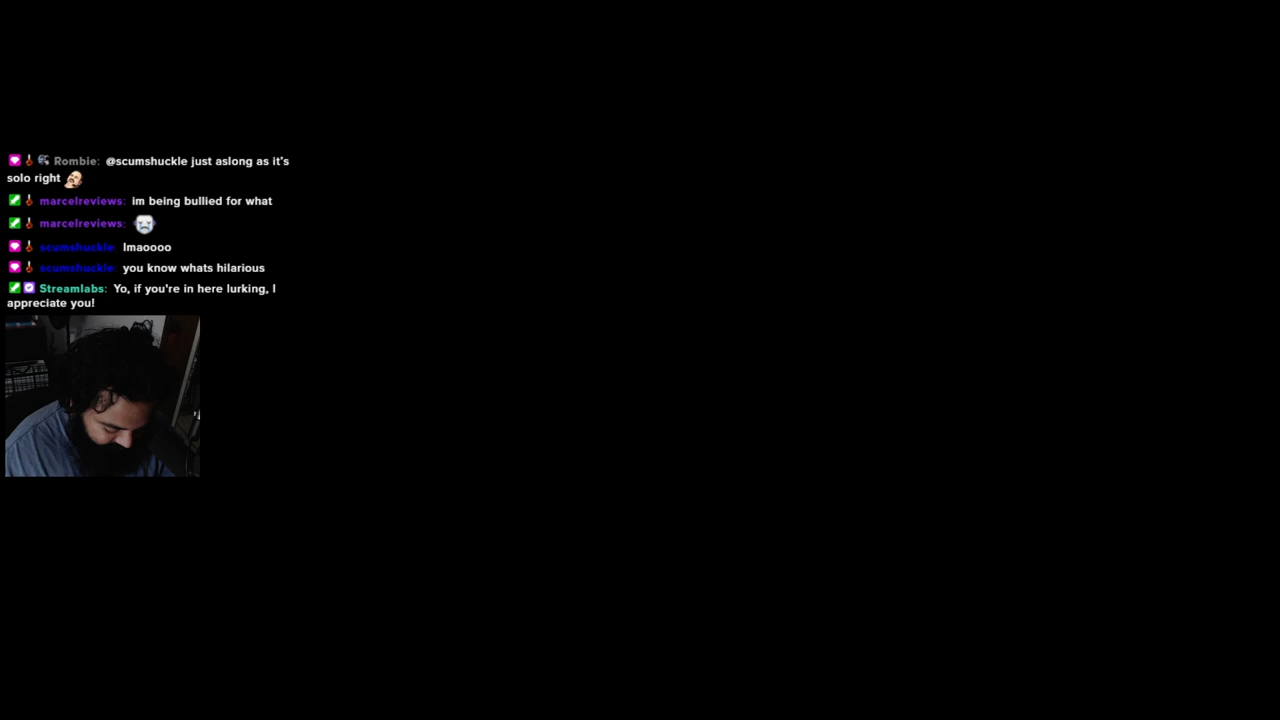 Rombie: @scumshuckle just aslong as it's
solo right
marcelreviews: im being bullied for what
marcelreviews:
scumshuckle: lmaoooo
scumshuckle: you know whats hilarious
Streamlabs: Yo, if you're in here lurking, I
appreciate you!